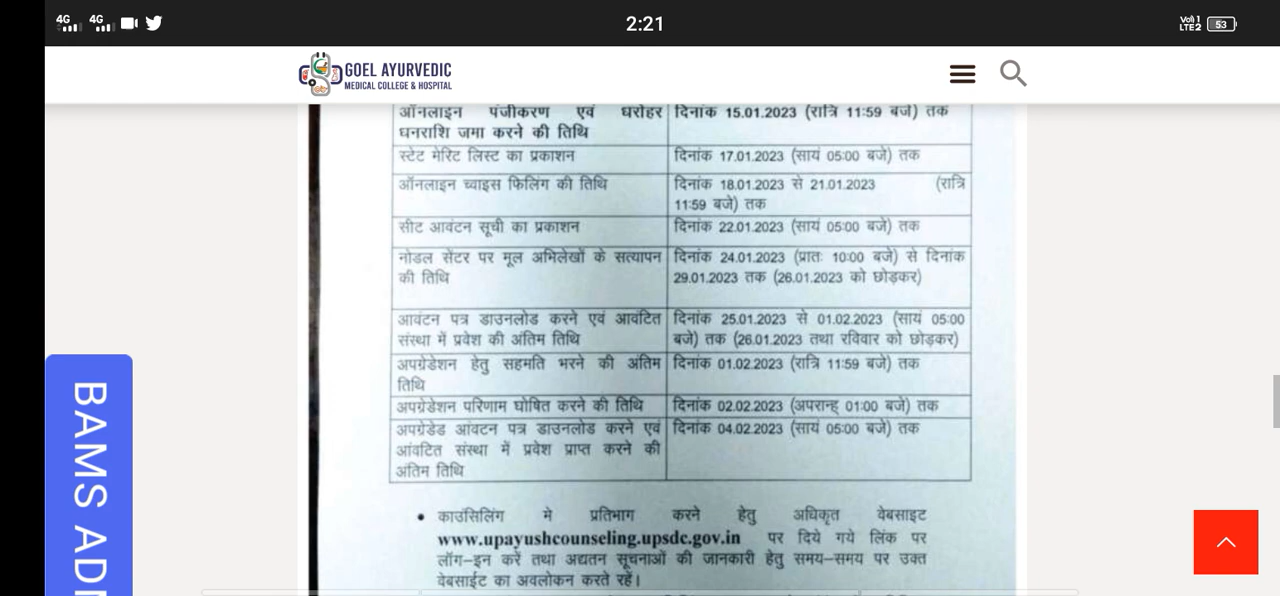 4G 4G 2:21 Vo)) 1 LTE2 53
GOEL AYURVEDIC
MEDICAL COLLEGE & HOSPITAL
ऑनलाइन पंजीकरण एवं धरोहर
धनराशि जमा करने की तिथि
दिनांक 15.01.2023 (रात्रि 11:59 बजे) तक
स्टेट मेरिट लिस्ट का प्रकाशन
दिनांक 17.01.2023 (सायं 05:00 बजे) तक
ऑनलाइन च्वाइस फिलिंग की तिथि
दिनांक 18.01.2023 से 21.01.2023 (रात्रि
11:59 बजे) तक
सीट आवंटन सूची का प्रकाशन
दिनांक 22.01.2023 (सायं 05:00 बजे) तक
नोडल सेंटर पर मूल अभिलेखों के सत्यापन
की तिथि
दिनांक 24.01.2023 (प्रातः 10:00 बजे) से दिनांक
29.01.2023 तक (26.01.2023 को छोड़कर)
आवंटन पत्र डाउनलोड करने एवं आवंटित
संस्था में प्रवेश की अंतिम तिथि
दिनांक 25.01.2023 से 01.02.2023 (सायं 05:00
बजे) तक (26.01.2023 तथा रविवार को छोड़कर)
अपग्रेडेशन हेतु सहमति भरने की अंतिम
तिथि
दिनांक 01.02.2023 (रात्रि 11:59 बजे) तक
अपग्रेडेशन परिणाम घोषित करने की तिथि
दिनांक 02.02.2023 (अपरान्ह् 01:00 बजे) तक
अपग्रेडेड आंवटन पत्र डाउनलोड करने एवं
आंवटित संस्था में प्रवेश प्राप्त करने की
अंतिम तिथि
दिनांक 04.02.2023 (सायं 05:00 बजे) तक
• काउंसिलिंग मे प्रतिभाग करने हेतु अधिकृत वेबसाइट
www.upayushcounseling.upsdc.gov.in पर दिये गये लिंक पर
लॉग-इन करें तथा अद्यतन सूचनाओं की जानकारी हेतु समय-समय पर उक्त
वेबसाईट का अवलोकन करते रहें।
BAMS AD